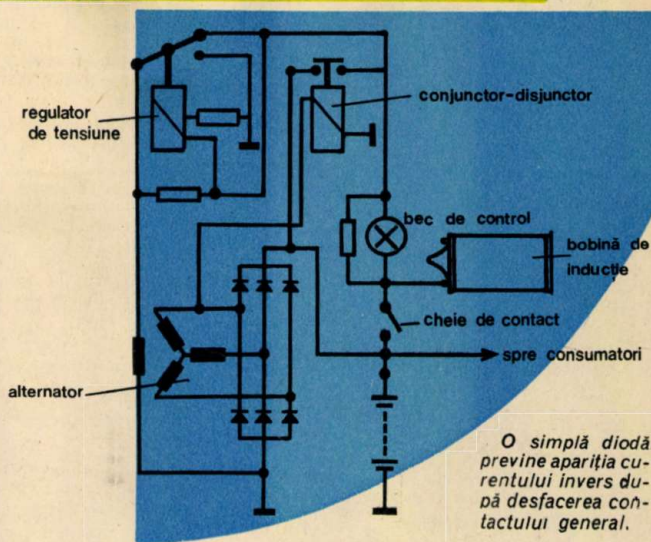 regulator
de tensiune
conjunctor-disjunctor
bec de control
bobină de
inducție
cheie de contact
spre consumatori
alternator
O simplă diodă
previne apariția cu-
rentului invers du-
pă desfacerea con-
tactului general.